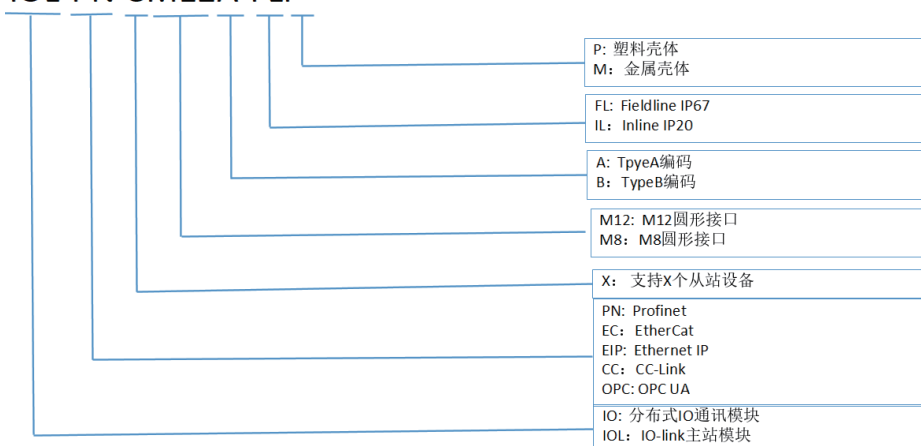 P: 塑料壳体
M：金属壳体
FL: Fieldline IP67
IL：Inline IP20
A: TpyeA编码
B：TypeB编码
M12: M12圆形接口
M8：M8圆形接口
X： 支持X个从站设备
PN: Profinet
EC：EtherCat
EIP: Ethernet IP
CC：CC-Link
OPC: OPC UA
IO: 分布式IO通讯模块
IOL：IO-link主站模块